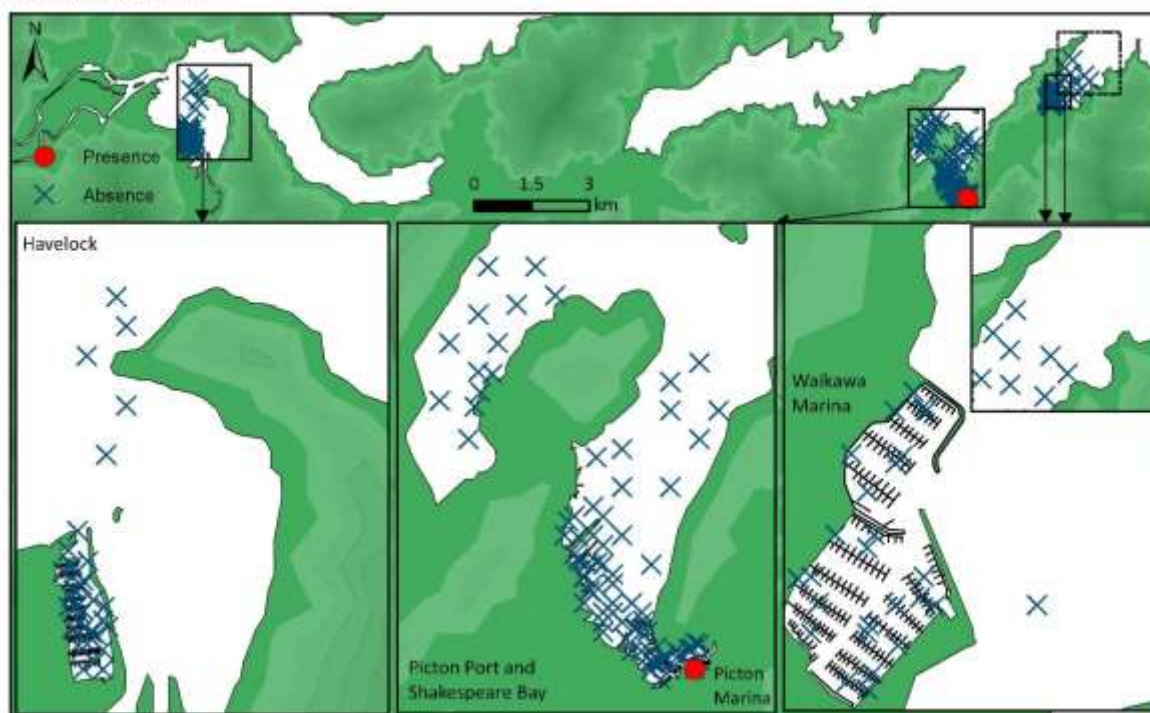 N
Presence
Absence
0 1.5 3
km
Havelock
Picton Port and
Shakespeare Bay
Picton
Marina
Waikawa
Marina